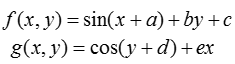 f(x, y) = sin(x + a) + by + c
g(x, y) = cos(y + d) + ex